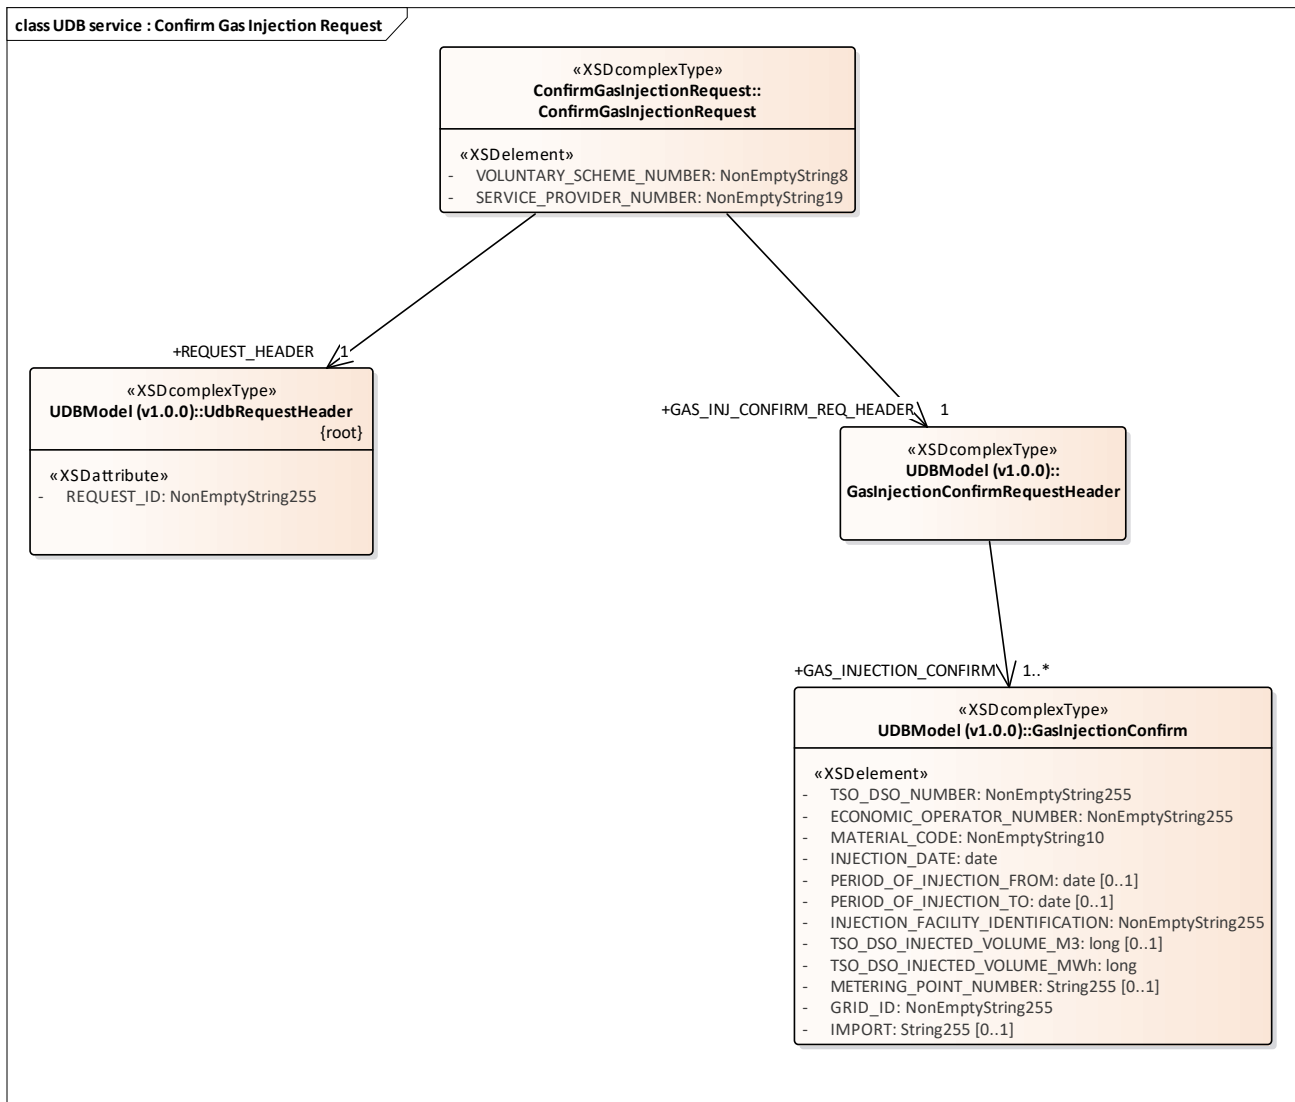 class UDB service : Confirm Gas Injection Request
«XSDcomplexType»
ConfirmGasInjectionRequest::
ConfirmGasInjectionRequest
«XSDelement»
- VOLUNTARY_SCHEME_NUMBER: NonEmptyString8
- SERVICE_PROVIDER_NUMBER: NonEmptyString19
+REQUEST_HEADER 1
«XSDcomplexType»
UDBModel (v1.0.0)::UdbRequestHeader
{root}
«XSDattribute»
- REQUEST_ID: NonEmptyString255
+GAS_INJ_CONFIRM_REQ_HEADER 1
«XSDcomplexType»
UDBModel (v1.0.0)::
GasInjectionConfirmRequestHeader
+GAS_INJECTION_CONFIRM 1..*
«XSDcomplexType»
UDBModel (v1.0.0)::GasInjectionConfirm
«XSDelement»
- TSO_DSO_NUMBER: NonEmptyString255
- ECONOMIC_OPERATOR_NUMBER: NonEmptyString255
- MATERIAL_CODE: NonEmptyString10
- INJECTION_DATE: date
- PERIOD_OF_INJECTION_FROM: date [0..1]
- PERIOD_OF_INJECTION_TO: date [0..1]
- INJECTION_FACILITY_IDENTIFICATION: NonEmptyString255
- TSO_DSO_INJECTED_VOLUME_M3: long [0..1]
- TSO_DSO_INJECTED_VOLUME_MWh: long
- METERING_POINT_NUMBER: String255 [0..1]
- GRID_ID: NonEmptyString255
- IMPORT: String255 [0..1]